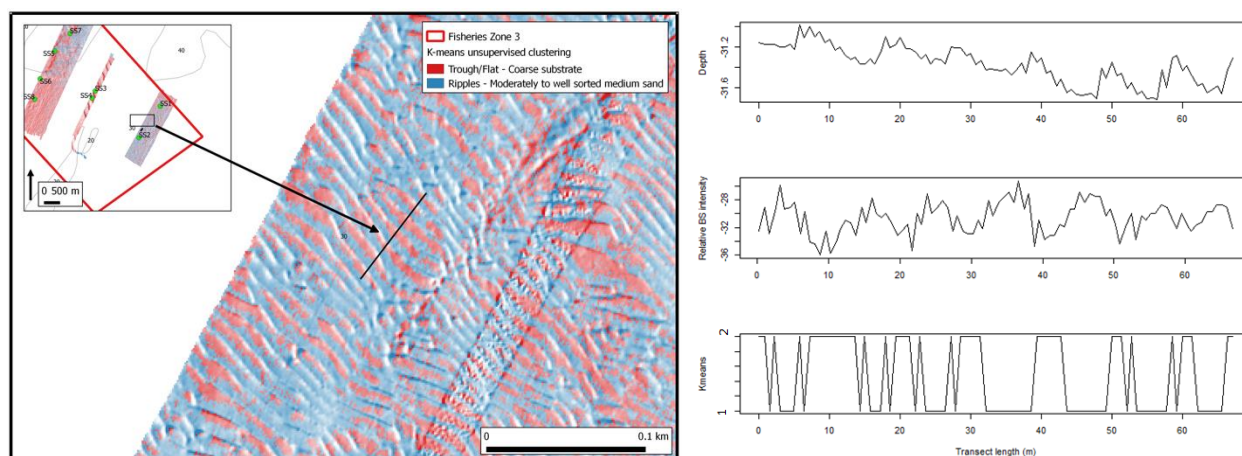 SS7
40
SS5
SS6
SS3
SS4
SS8
SS1
30
SS2
20
0 500 m
Fisheries Zone 3
K-means unsupervised clustering
Trough/Flat - Coarse substrate
Ripples - Moderately to well sorted medium sand
30
0 0.1 km
Depth
-31.2
-31.6
0 10 20 30 40 50 60
Relative BS intensity
-28
-32
-36
0 10 20 30 40 50 60
Kmeans
2
1
0 10 20 30 40 50 60
Transect length (m)